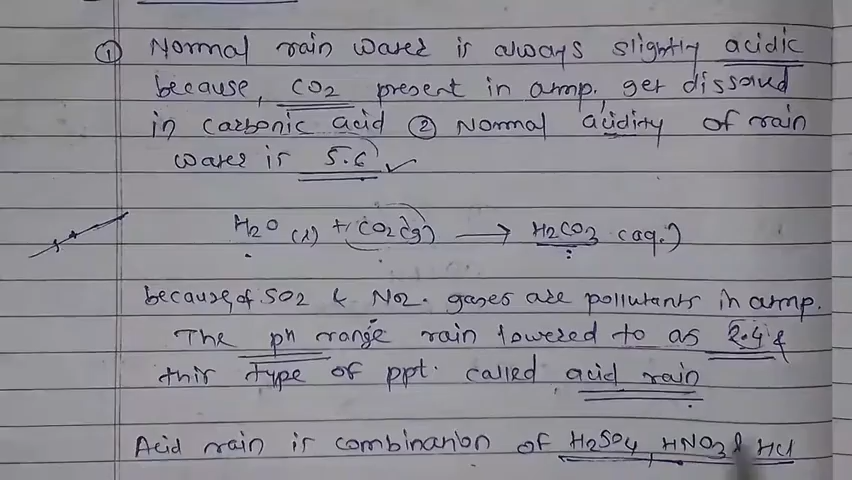 ① Normal rain water is always slightly acidic
because, CO2 present in atmp. get dissolved
in carbonic acid ② Normal acidity of rain
water is 5.6
H2O (l) + CO2(g) → H2CO3 (aq.)
because of SO2 & NO2. gases are pollutants in atmp.
The pH range rain lowered to as 2.4 &
this type of ppt. called acid rain
Acid rain is combination of H2SO4, HNO3 & HCl